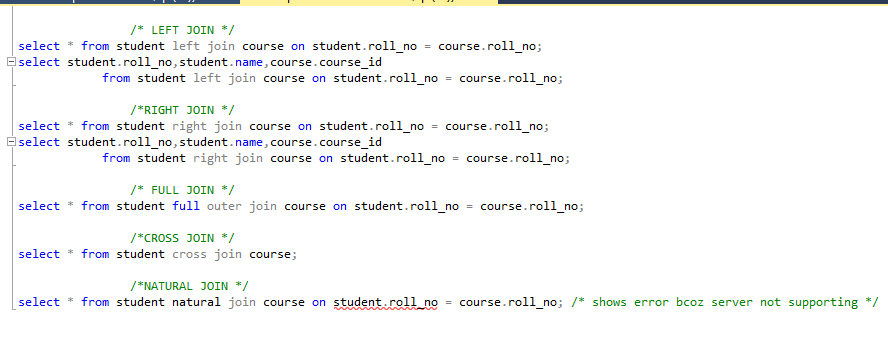 /* LEFT JOIN */
select * from student left join course on student.roll_no = course.roll_no;
select student.roll_no,student.name,course.course_id
from student left join course on student.roll_no = course.roll_no;
/*RIGHT JOIN */
select * from student right join course on student.roll_no = course.roll_no;
select student.roll_no,student.name,course.course_id
from student right join course on student.roll_no = course.roll_no;
/* FULL JOIN */
select * from student full outer join course on student.roll_no = course.roll_no;
/*CROSS JOIN */
select * from student cross join course;
/*NATURAL JOIN */
select * from student natural join course on student.roll_no = course.roll_no; /* shows error bcoz server not supporting */